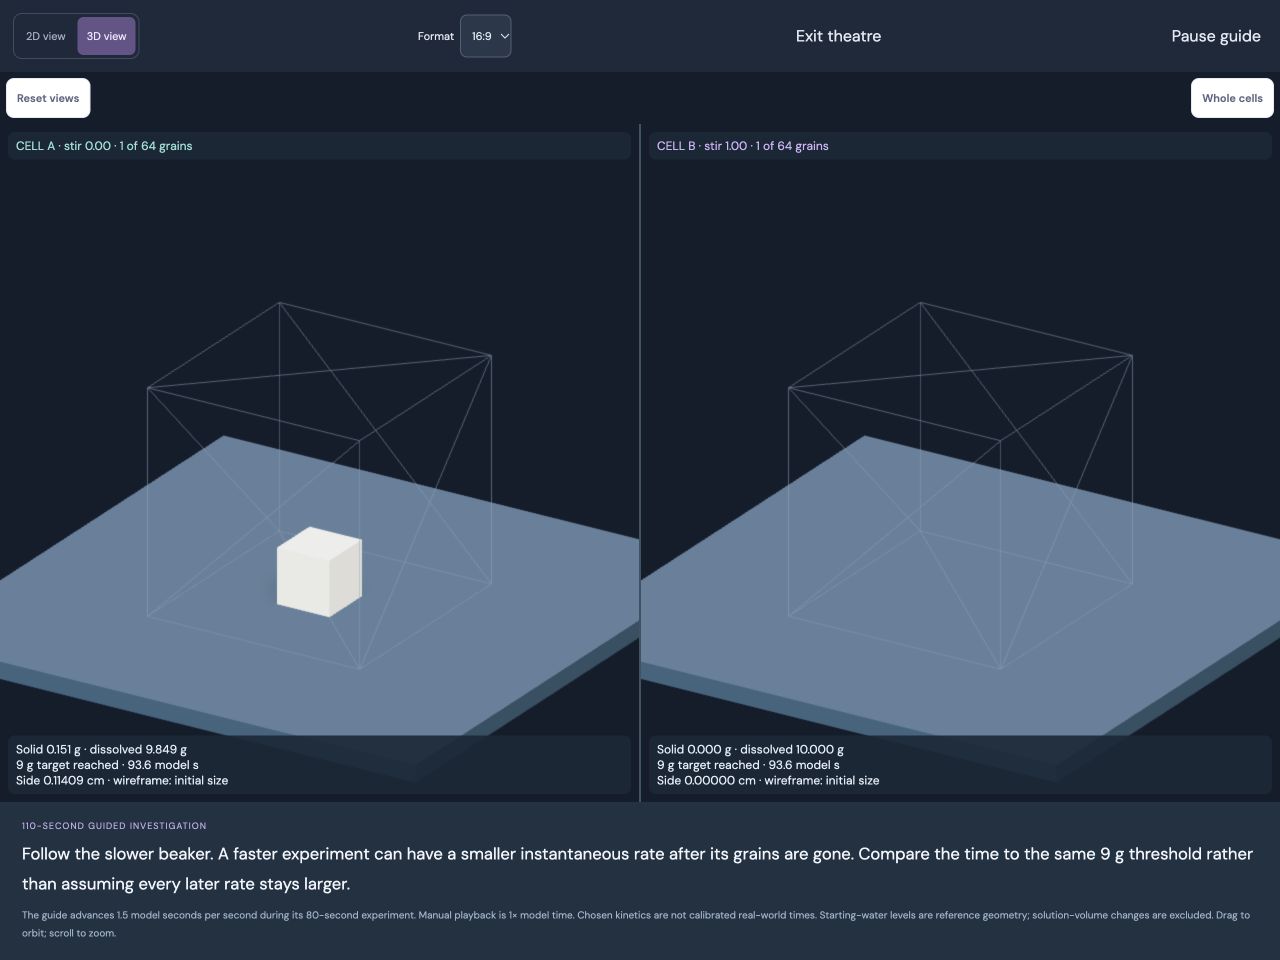 2D view
3D view
Format
16:9
Exit theatre
Pause guide
Reset views
Whole cells
CELL A · stir 0.00 · 1 of 64 grains
CELL B · stir 1.00 · 1 of 64 grains
Solid 0.151 g · dissolved 9.849 g
9 g target reached · 93.6 model s
Side 0.11409 cm · wireframe: initial size
Solid 0.000 g · dissolved 10.000 g
9 g target reached · 93.6 model s
Side 0.00000 cm · wireframe: initial size
110-SECOND GUIDED INVESTIGATION
Follow the slower beaker. A faster experiment can have a smaller instantaneous rate after its grains are gone. Compare the time to the same 9 g threshold rather
than assuming every later rate stays larger.
The guide advances 1.5 model seconds per second during its 80-second experiment. Manual playback is 1× model time. Chosen kinetics are not calibrated real-world times. Starting-water levels are reference geometry; solution-volume changes are excluded. Drag to
orbit; scroll to zoom.